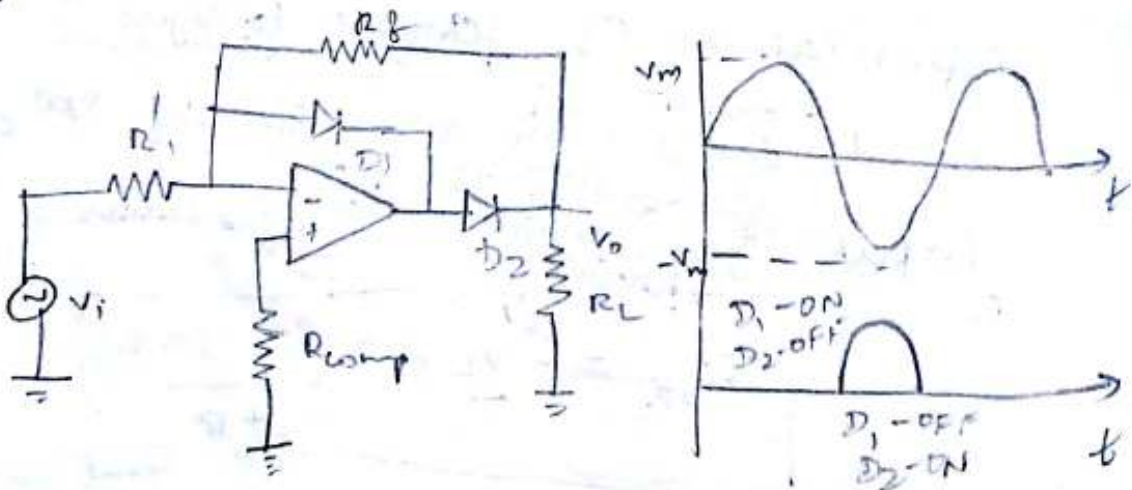 Rf
R1
D1
-
+
D2
Vo
RL
Vi
Rcomp
Vm
t
-Vm
D1-ON
D2-OFF
D1-OFF
D2-ON
t